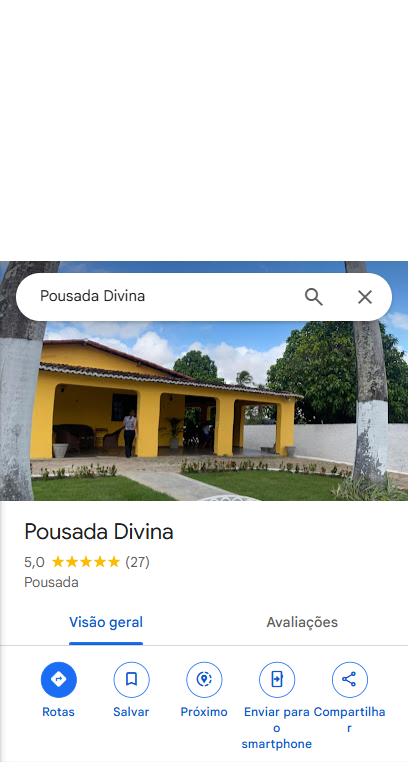 Pousada Divina
Pousada Divina
5,0 ★★★★★ (27)
Pousada
Visão geral
Avaliações
Rotas
Salvar
Próximo
Enviar para o smartphone
Compartilhar